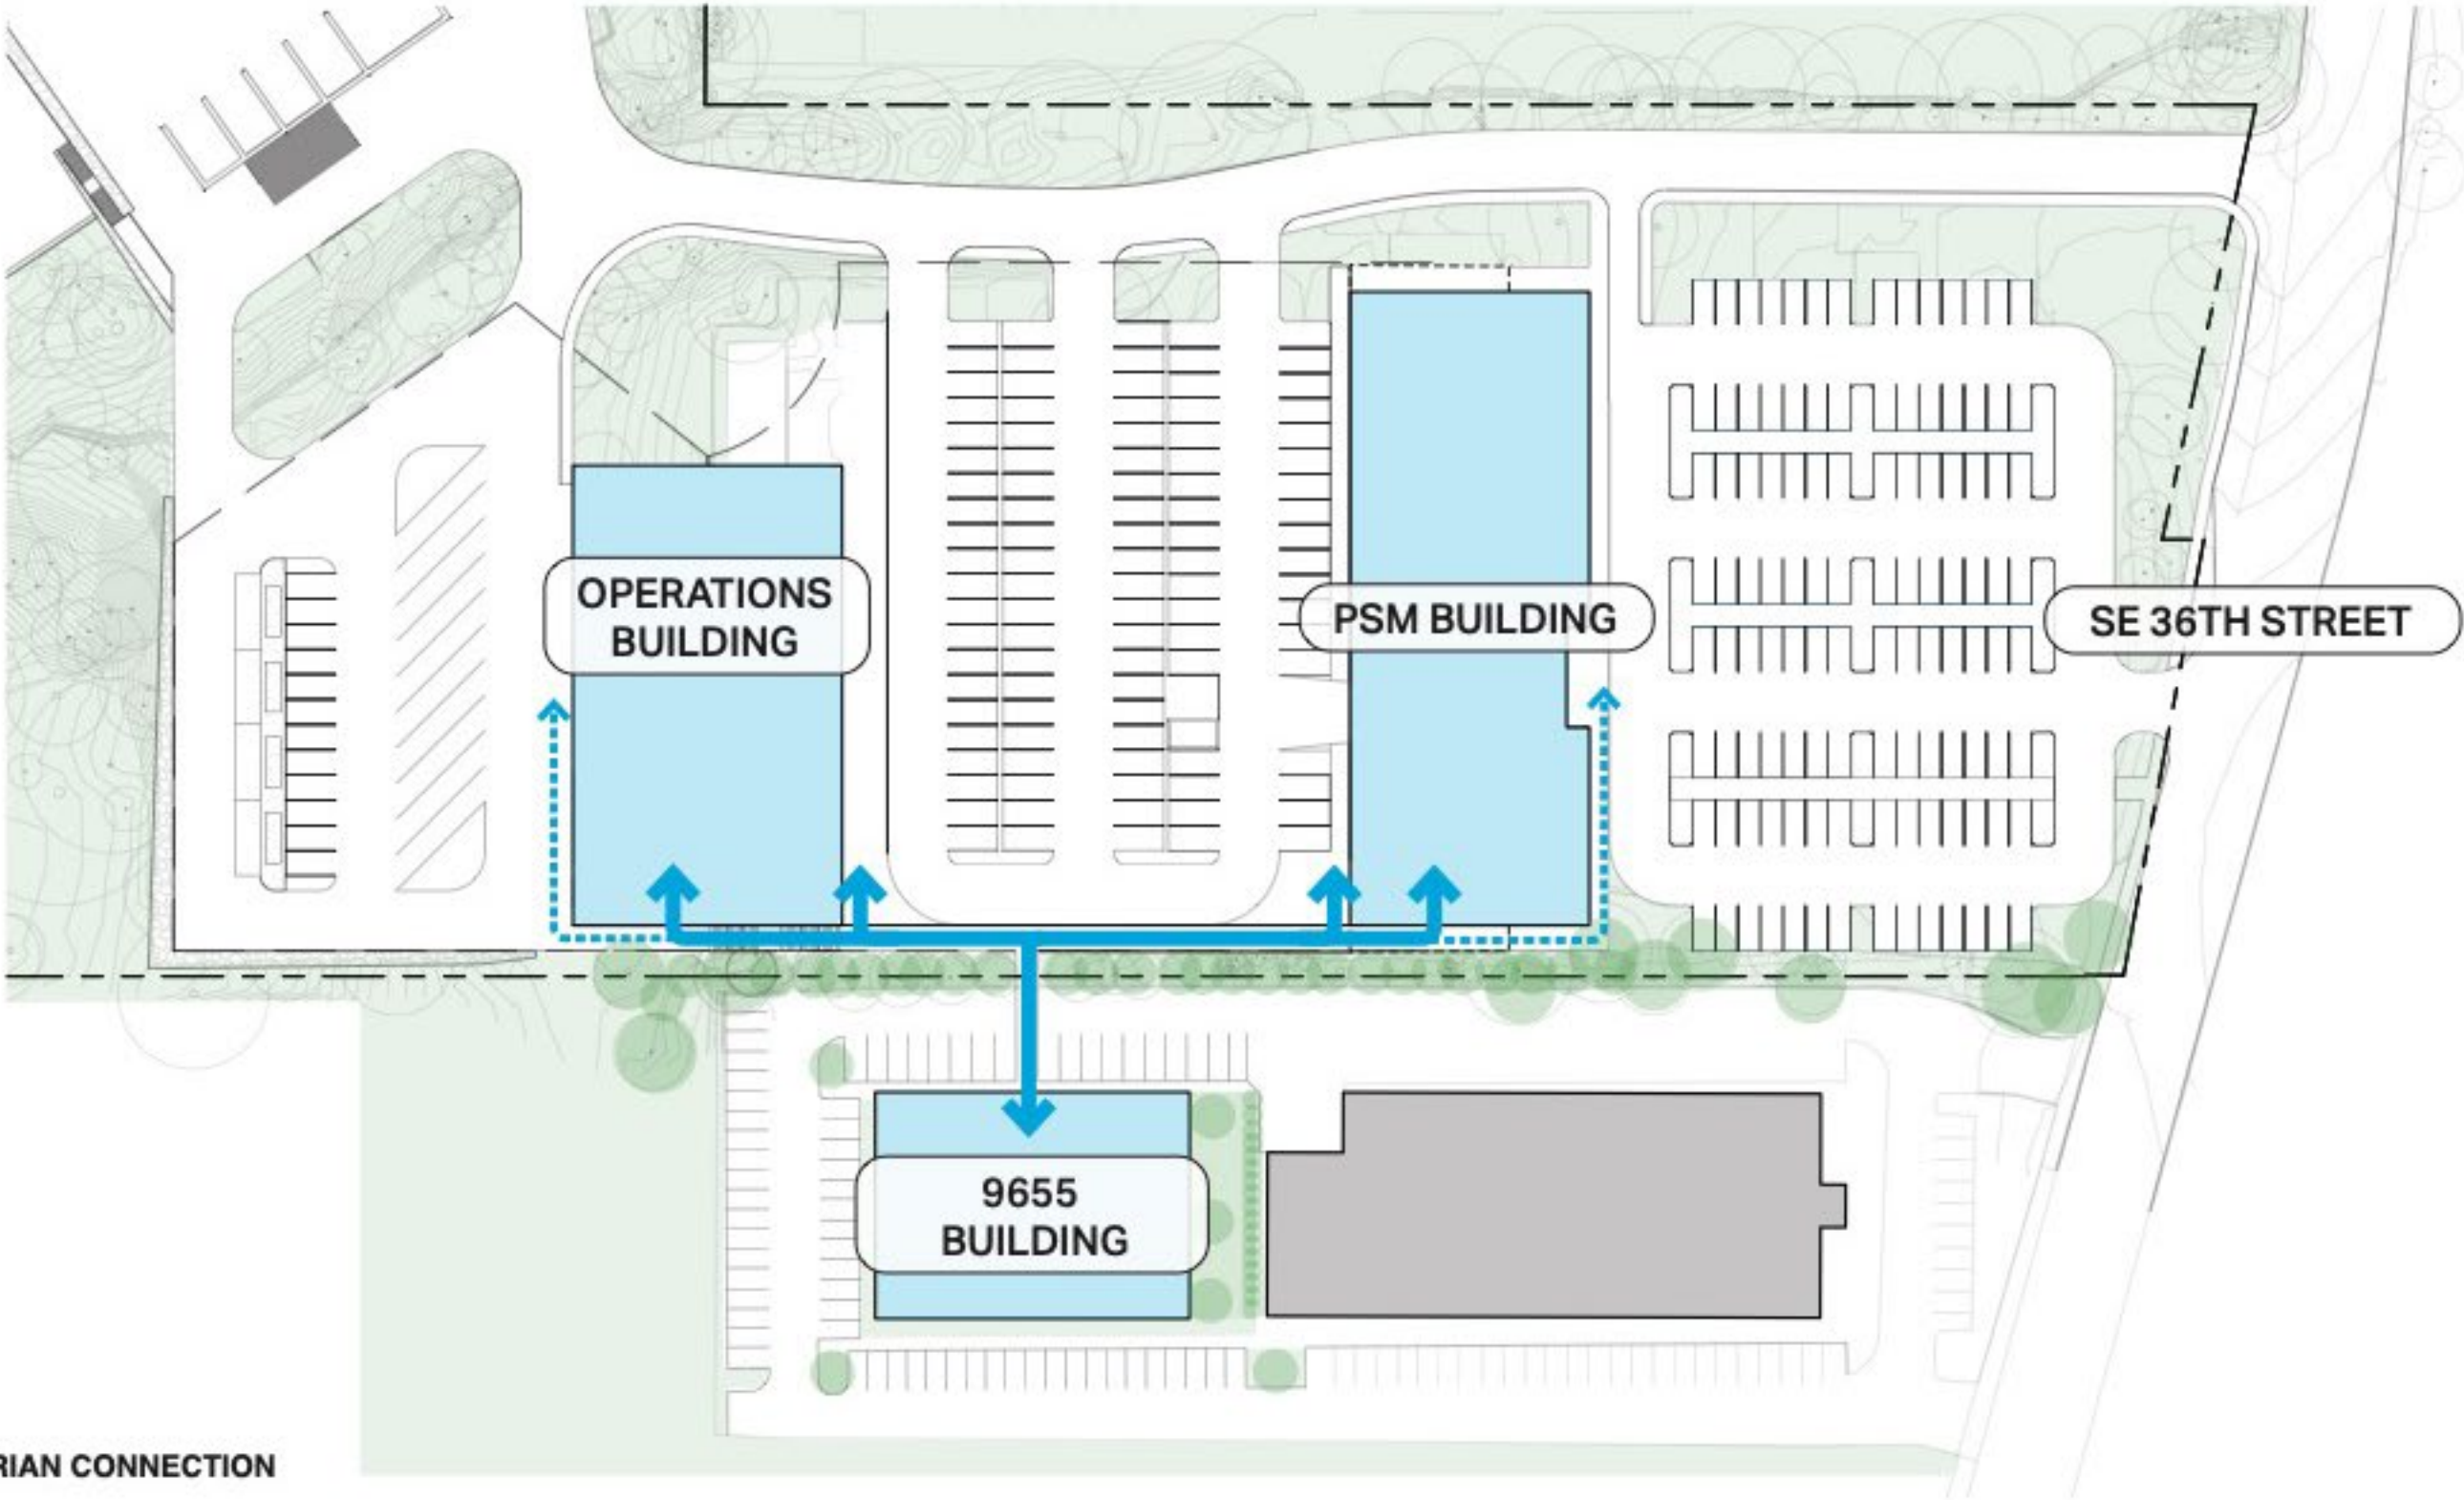 OPERATIONS
BUILDING
PSM BUILDING
SE 36TH STREET
9655
BUILDING
RIAN CONNECTION